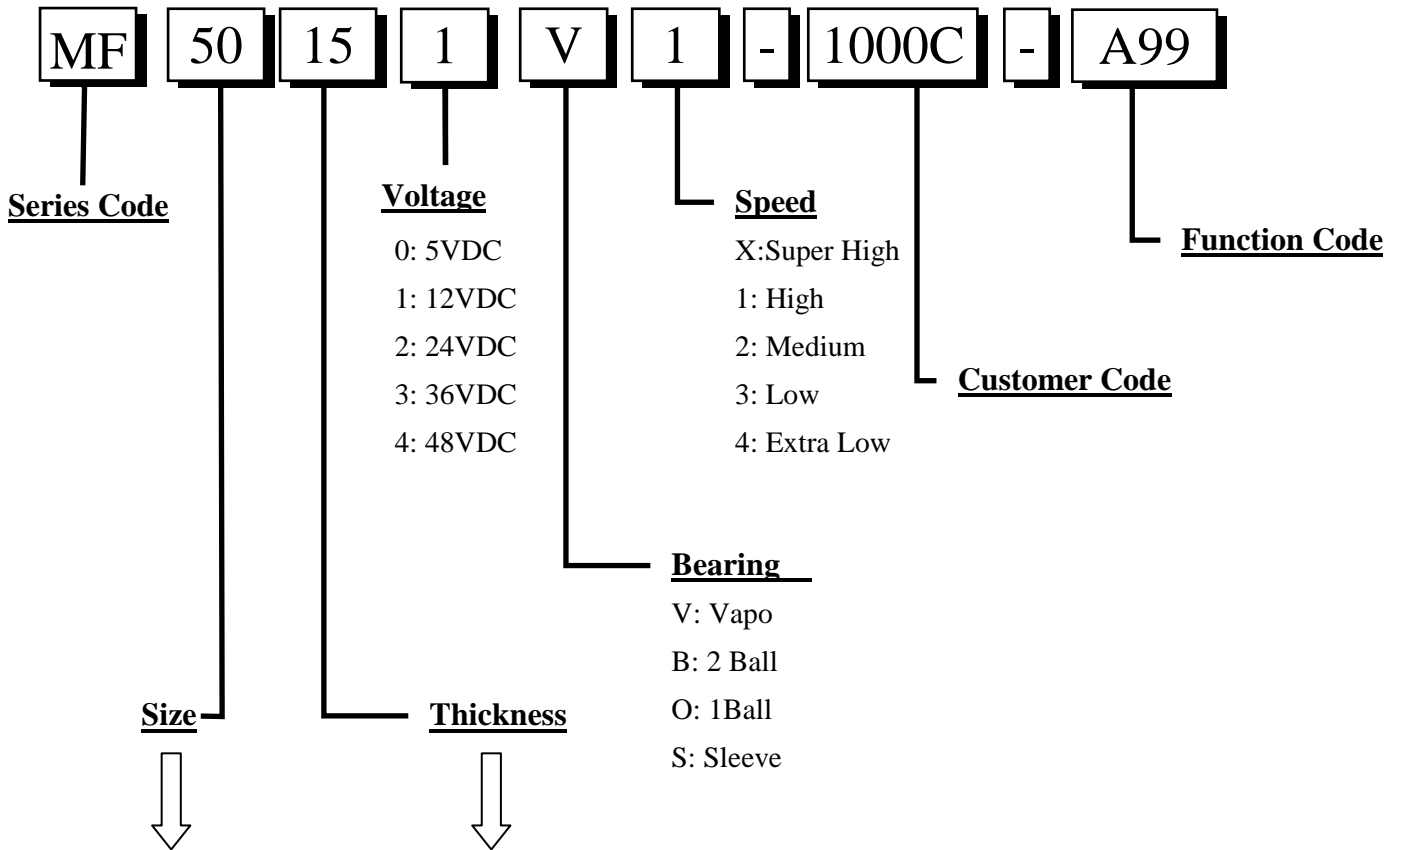 MF 50 15 1 V 1 - 1000C - A99
Series Code
Voltage
0: 5VDC
1: 12VDC
2: 24VDC
3: 36VDC
4: 48VDC
Speed
X:Super High
1: High
2: Medium
3: Low
4: Extra Low
Function Code
Customer Code
Bearing
V: Vapo
B: 2 Ball
O: 1Ball
S: Sleeve
Size
Thickness